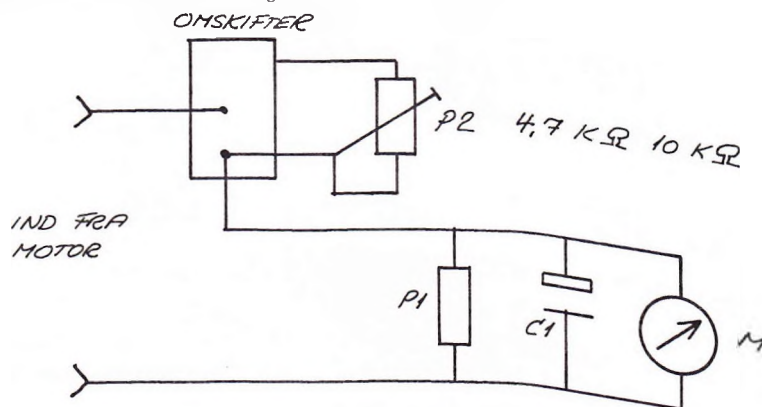 OMSKIFTER
P2 4,7 KΩ 10 KΩ
IND FRA
MOTOR
P1
C1
M